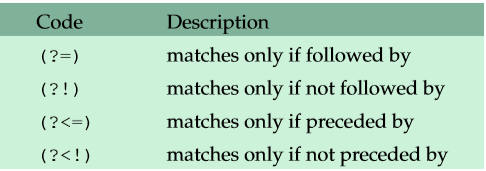 Code Description
(?=) matches only if followed by
(?!) matches only if not followed by
(?<=) matches only if preceded by
(?<!) matches only if not preceded by